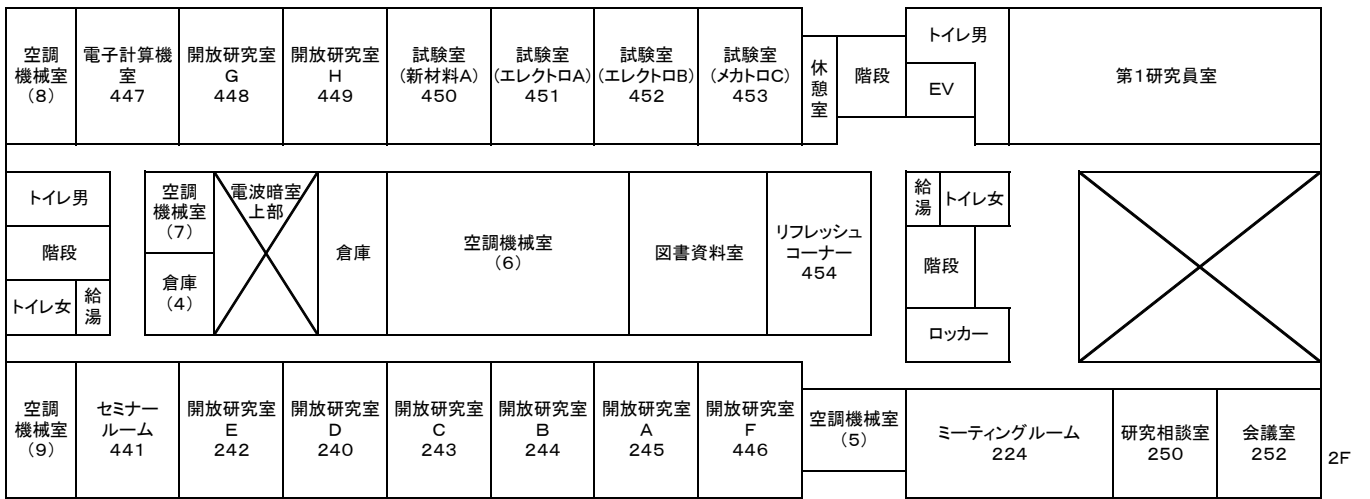 空調
機械室
(8)
電子計算機
室
447
開放研究室
G
448
開放研究室
H
449
試験室
(新材料A)
450
試験室
(エレクトロA)
451
試験室
(エレクトロB)
452
試験室
(メカトロC)
453
休
憩
室
階段
トイレ男
EV
第1研究員室
トイレ男
階段
トイレ女
給
湯
空調
機械室
(7)
倉庫
(4)
電波暗室
上部
倉庫
空調機械室
(6)
図書資料室
リフレッシュ
コーナー
454
給
湯
トイレ女
階段
ロッカー
空調
機械室
(9)
セミナー
ルーム
441
開放研究室
E
242
開放研究室
D
240
開放研究室
C
243
開放研究室
B
244
開放研究室
A
245
開放研究室
F
446
空調機械室
(5)
ミーティングルーム
224
研究相談室
250
会議室
252
2F